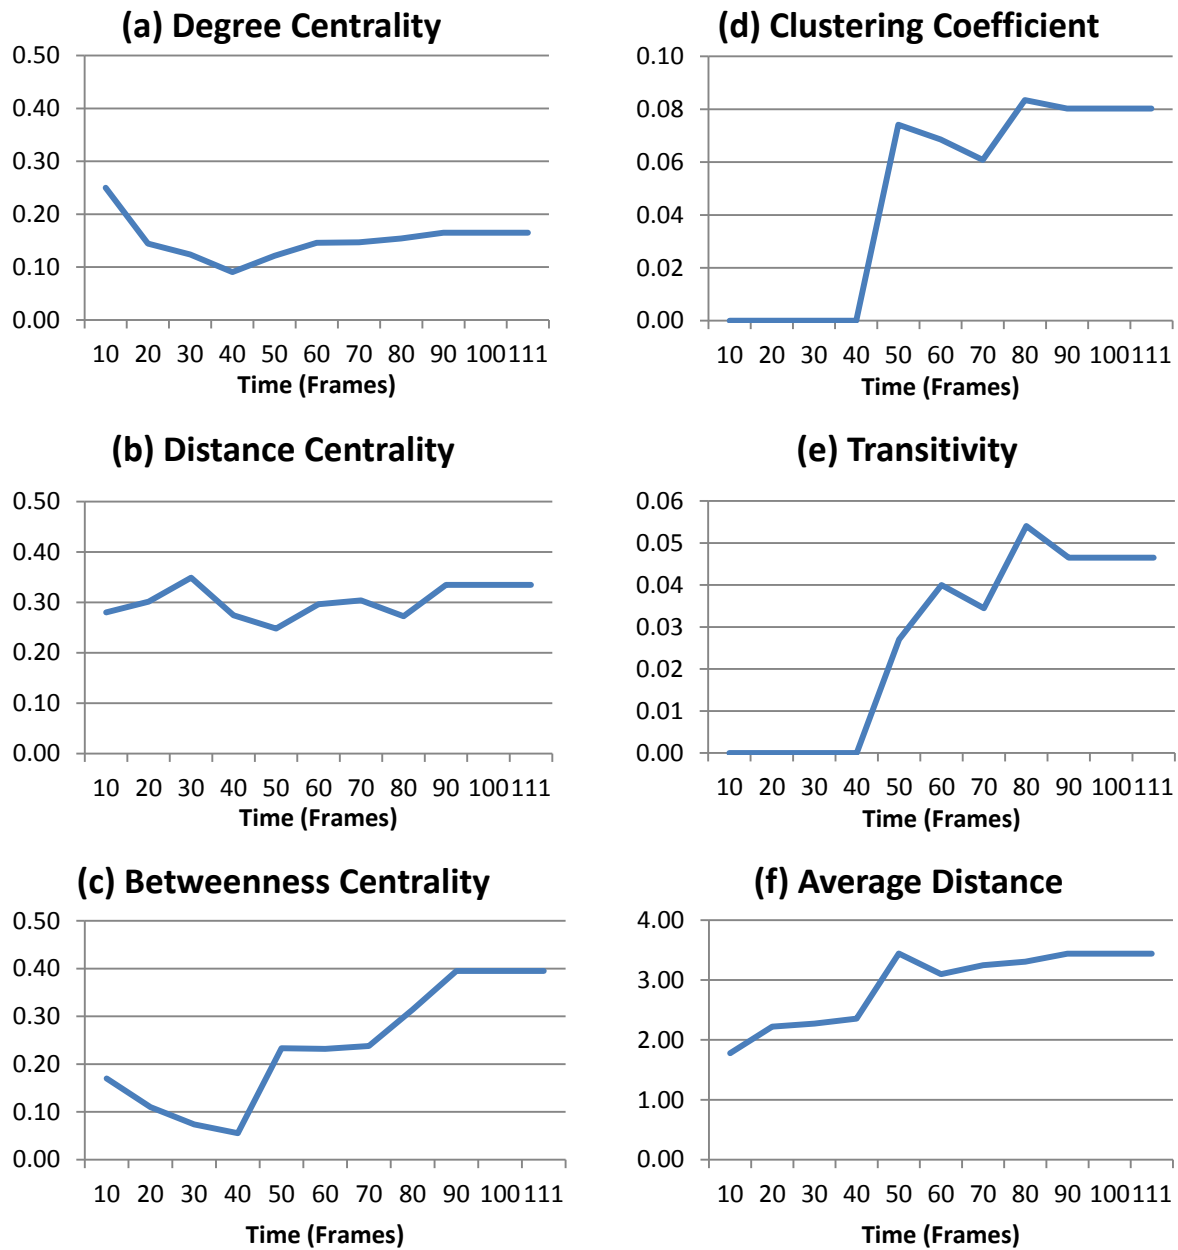 (a) Degree Centrality
0.50
0.40
0.30
0.20
0.10
0.00
10 20 30 40 50 60 70 80 90 100 111
Time (Frames)
(d) Clustering Coefficient
0.10
0.08
0.06
0.04
0.02
0.00
10 20 30 40 50 60 70 80 90 100 111
Time (Frames)
(b) Distance Centrality
0.50
0.40
0.30
0.20
0.10
0.00
10 20 30 40 50 60 70 80 90 100 111
Time (Frames)
(e) Transitivity
0.06
0.05
0.04
0.03
0.02
0.01
0.00
10 20 30 40 50 60 70 80 90 100 111
Time (Frames)
(c) Betweenness Centrality
0.50
0.40
0.30
0.20
0.10
0.00
10 20 30 40 50 60 70 80 90 100 111
Time (Frames)
(f) Average Distance
4.00
3.00
2.00
1.00
0.00
10 20 30 40 50 60 70 80 90 100 111
Time (Frames)